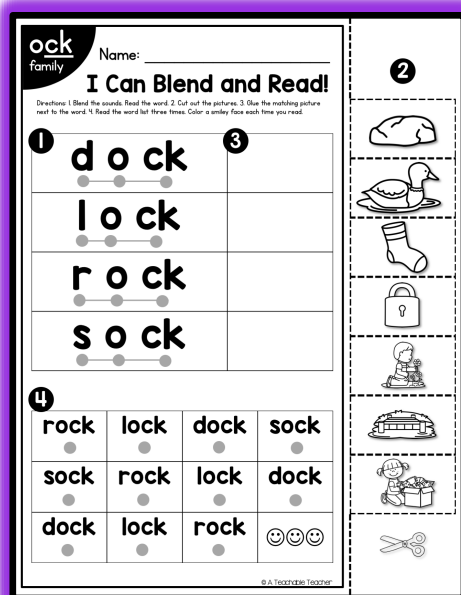 ock
family
Name:
I Can Blend and Read!
Directions: 1. Blend the sounds. Read the word. 2. Cut out the pictures. 3. Glue the matching picture
next to the word. 4. Read the word list three times. Color a smiley face each time you read.
1
3
2
d o ck
l o ck
r o ck
s o ck
4
rock lock dock sock
sock rock lock dock
dock lock rock
© A Teachable Teacher